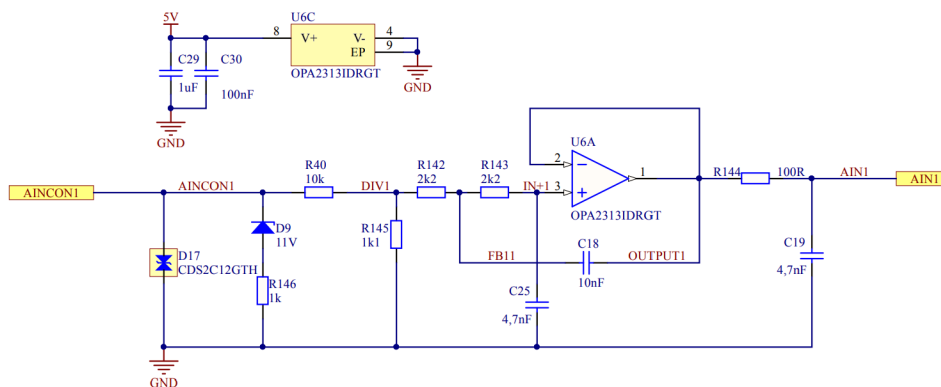 5V
U6C
8
V+
V-
4
EP
9
C29
C30
1uF
100nF
OPA2313IDRGT
GND
GND
U6A
2
R40
R142
R143
10k
2k2
2k2
1
AINCON1
AINCON1
DIV1
IN+1
3
R144
100R
AIN1
AIN1
OPA2313IDRGT
D9
R145
11V
1k1
C18
C19
D17
FB11
OUTPUT1
CDS2C12GTH
4,7nF
R146
10nF
1k
C25
4,7nF
GND